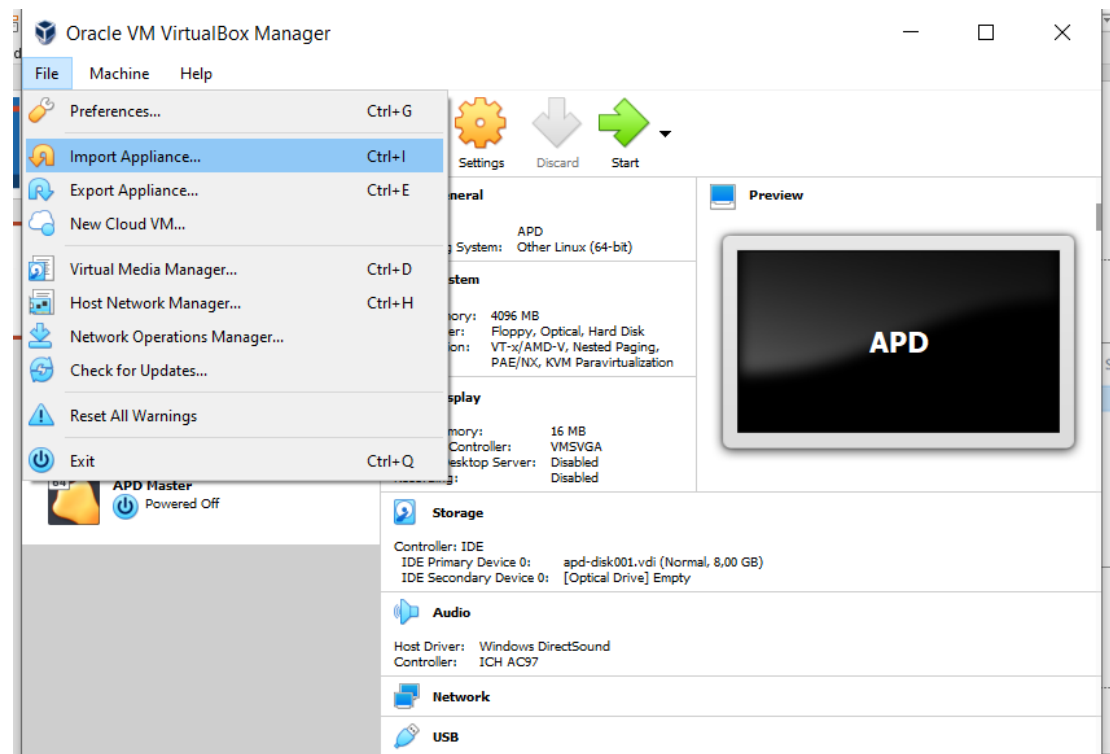 Oracle VM VirtualBox Manager
File Machine Help
Preferences... Ctrl+G
Import Appliance... Ctrl+I
Export Appliance... Ctrl+E
New Cloud VM...
Virtual Media Manager... Ctrl+D
Host Network Manager... Ctrl+H
Network Operations Manager...
Check for Updates...
Reset All Warnings
Exit Ctrl+Q
64
APD Master
Powered Off
Settings Discard Start
neral
APD
System: Other Linux (64-bit)
stem
ory: 4096 MB
er: Floppy, Optical, Hard Disk
ion: VT-x/AMD-V, Nested Paging,
PAE/NX, KVM Paravirtualization
splay
mory: 16 MB
Controller: VMSVGA
esktop Server: Disabled
Disabled
Preview
APD
Storage
Controller: IDE
IDE Primary Device 0: apd-disk001.vdi (Normal, 8,00 GB)
IDE Secondary Device 0: [Optical Drive] Empty
Audio
Host Driver: Windows DirectSound
Controller: ICH AC97
Network
USB